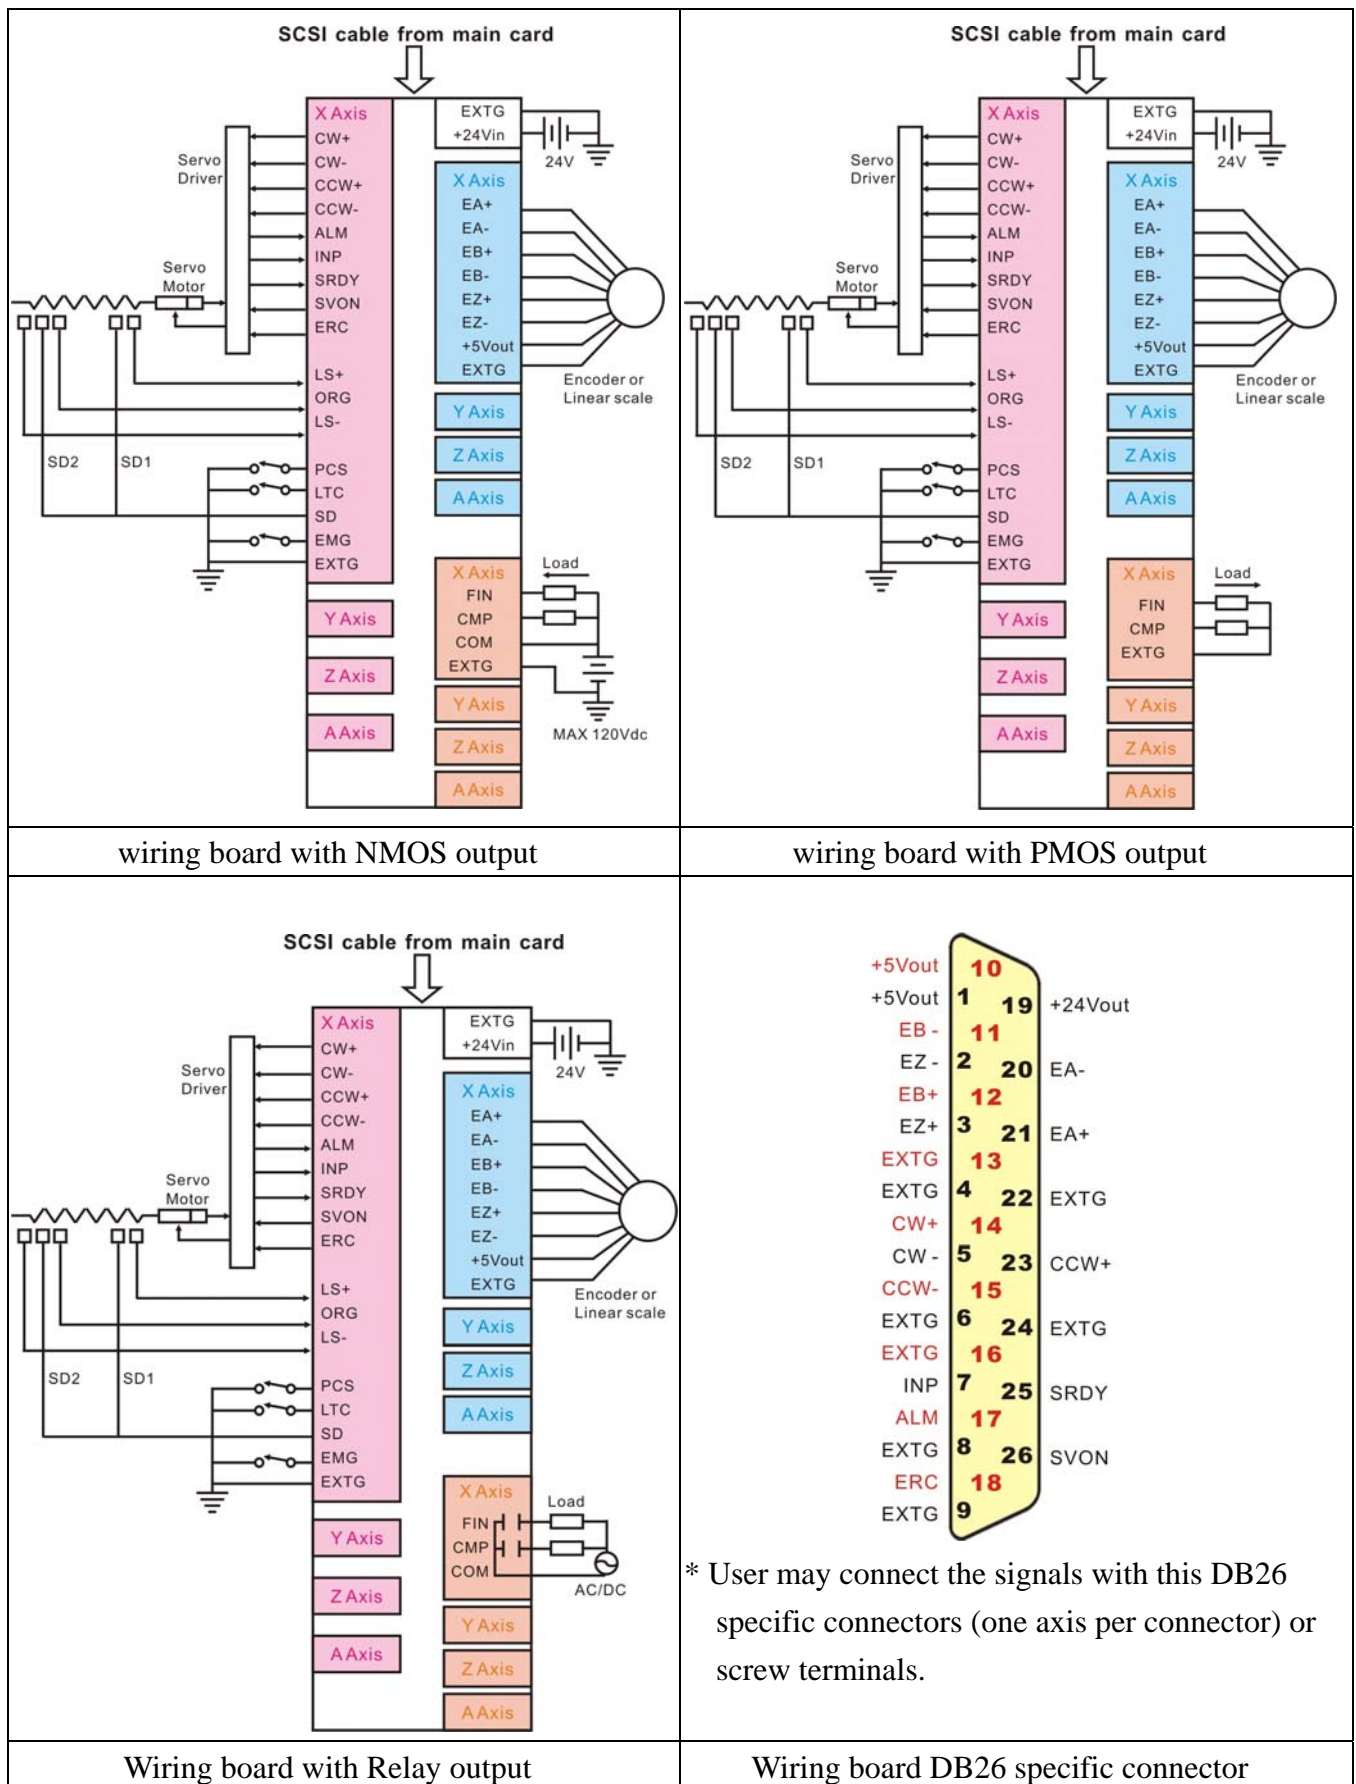 SCSI cable from main card
X Axis
CW+
CW-
CCW+
CCW-
ALM
INP
SRDY
SVON
ERC
LS+
ORG
LS-
PCS
LTC
SD
EMG
EXTG
Y Axis
Z Axis
A Axis
Servo
Driver
Servo
Motor
SD2
SD1
EXTG
+24Vin
24V
X Axis
EA+
EA-
EB+
EB-
EZ+
EZ-
+5Vout
EXTG
Encoder or
Linear scale
Y Axis
Z Axis
A Axis
X Axis
FIN
CMP
COM
EXTG
Load
MAX 120Vdc
Y Axis
Z Axis
A Axis
wiring board with NMOS output
SCSI cable from main card
X Axis
CW+
CW-
CCW+
CCW-
ALM
INP
SRDY
SVON
ERC
LS+
ORG
LS-
PCS
LTC
SD
EMG
EXTG
Y Axis
Z Axis
A Axis
Servo
Driver
Servo
Motor
SD2
SD1
EXTG
+24Vin
24V
X Axis
EA+
EA-
EB+
EB-
EZ+
EZ-
+5Vout
EXTG
Encoder or
Linear scale
Y Axis
Z Axis
A Axis
X Axis
FIN
CMP
EXTG
Load
Y Axis
Z Axis
A Axis
wiring board with PMOS output
SCSI cable from main card
X Axis
CW+
CW-
CCW+
CCW-
ALM
INP
SRDY
SVON
ERC
LS+
ORG
LS-
PCS
LTC
SD
EMG
EXTG
Y Axis
Z Axis
A Axis
Servo
Driver
Servo
Motor
SD2
SD1
EXTG
+24Vin
24V
X Axis
EA+
EA-
EB+
EB-
EZ+
EZ-
+5Vout
EXTG
Encoder or
Linear scale
Y Axis
Z Axis
A Axis
X Axis
FIN
CMP
COM
Load
AC/DC
Y Axis
Z Axis
A Axis
Wiring board with Relay output
+5Vout 10
+5Vout 1 19 +24Vout
EB - 11
EZ - 2 20 EA-
EB+ 12
EZ+ 3 21 EA+
EXTG 13
EXTG 4 22 EXTG
CW+ 14
CW - 5 23 CCW+
CCW- 15
EXTG 6 24 EXTG
EXTG 16
INP 7 25 SRDY
ALM 17
EXTG 8 26 SVON
ERC 18
EXTG 9
* User may connect the signals with this DB26
specific connectors (one axis per connector) or
screw terminals.
Wiring board DB26 specific connector